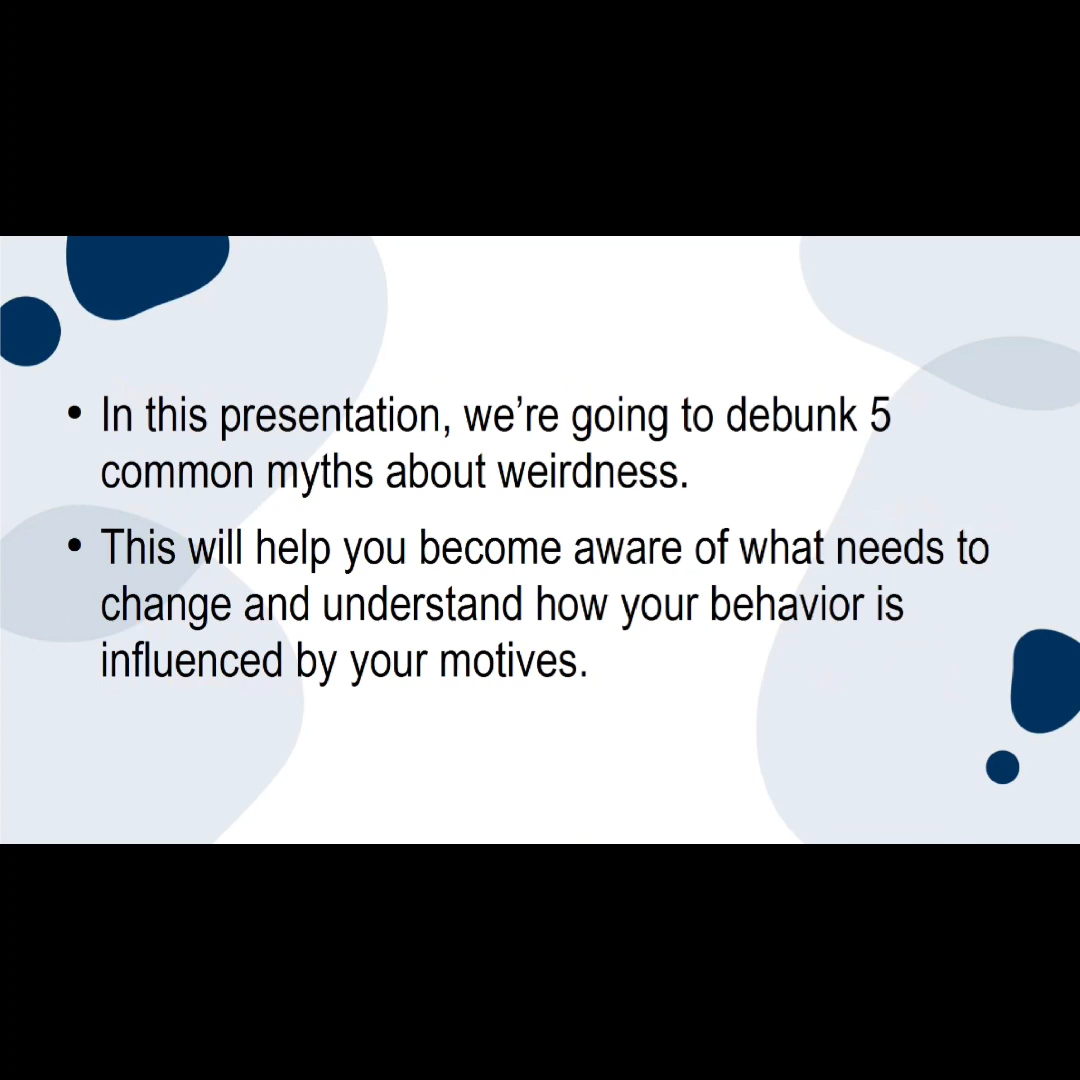 • In this presentation, we’re going to debunk 5
common myths about weirdness.
• This will help you become aware of what needs to
change and understand how your behavior is
influenced by your motives.